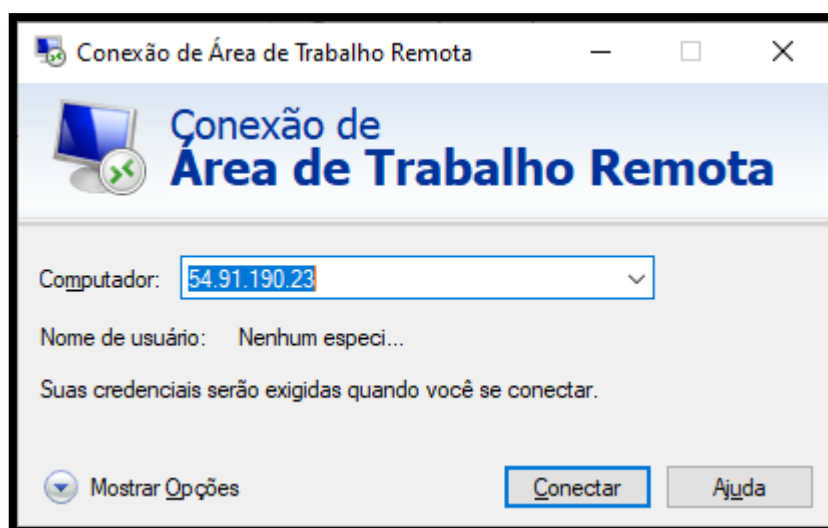 Conexão de Área de Trabalho Remota
Conexão de
Área de Trabalho Remota
Computador: 54.91.190.23
Nome de usuário: Nenhum especi...
Suas credenciais serão exigidas quando você se conectar.
Mostrar Opções Conectar Ajuda